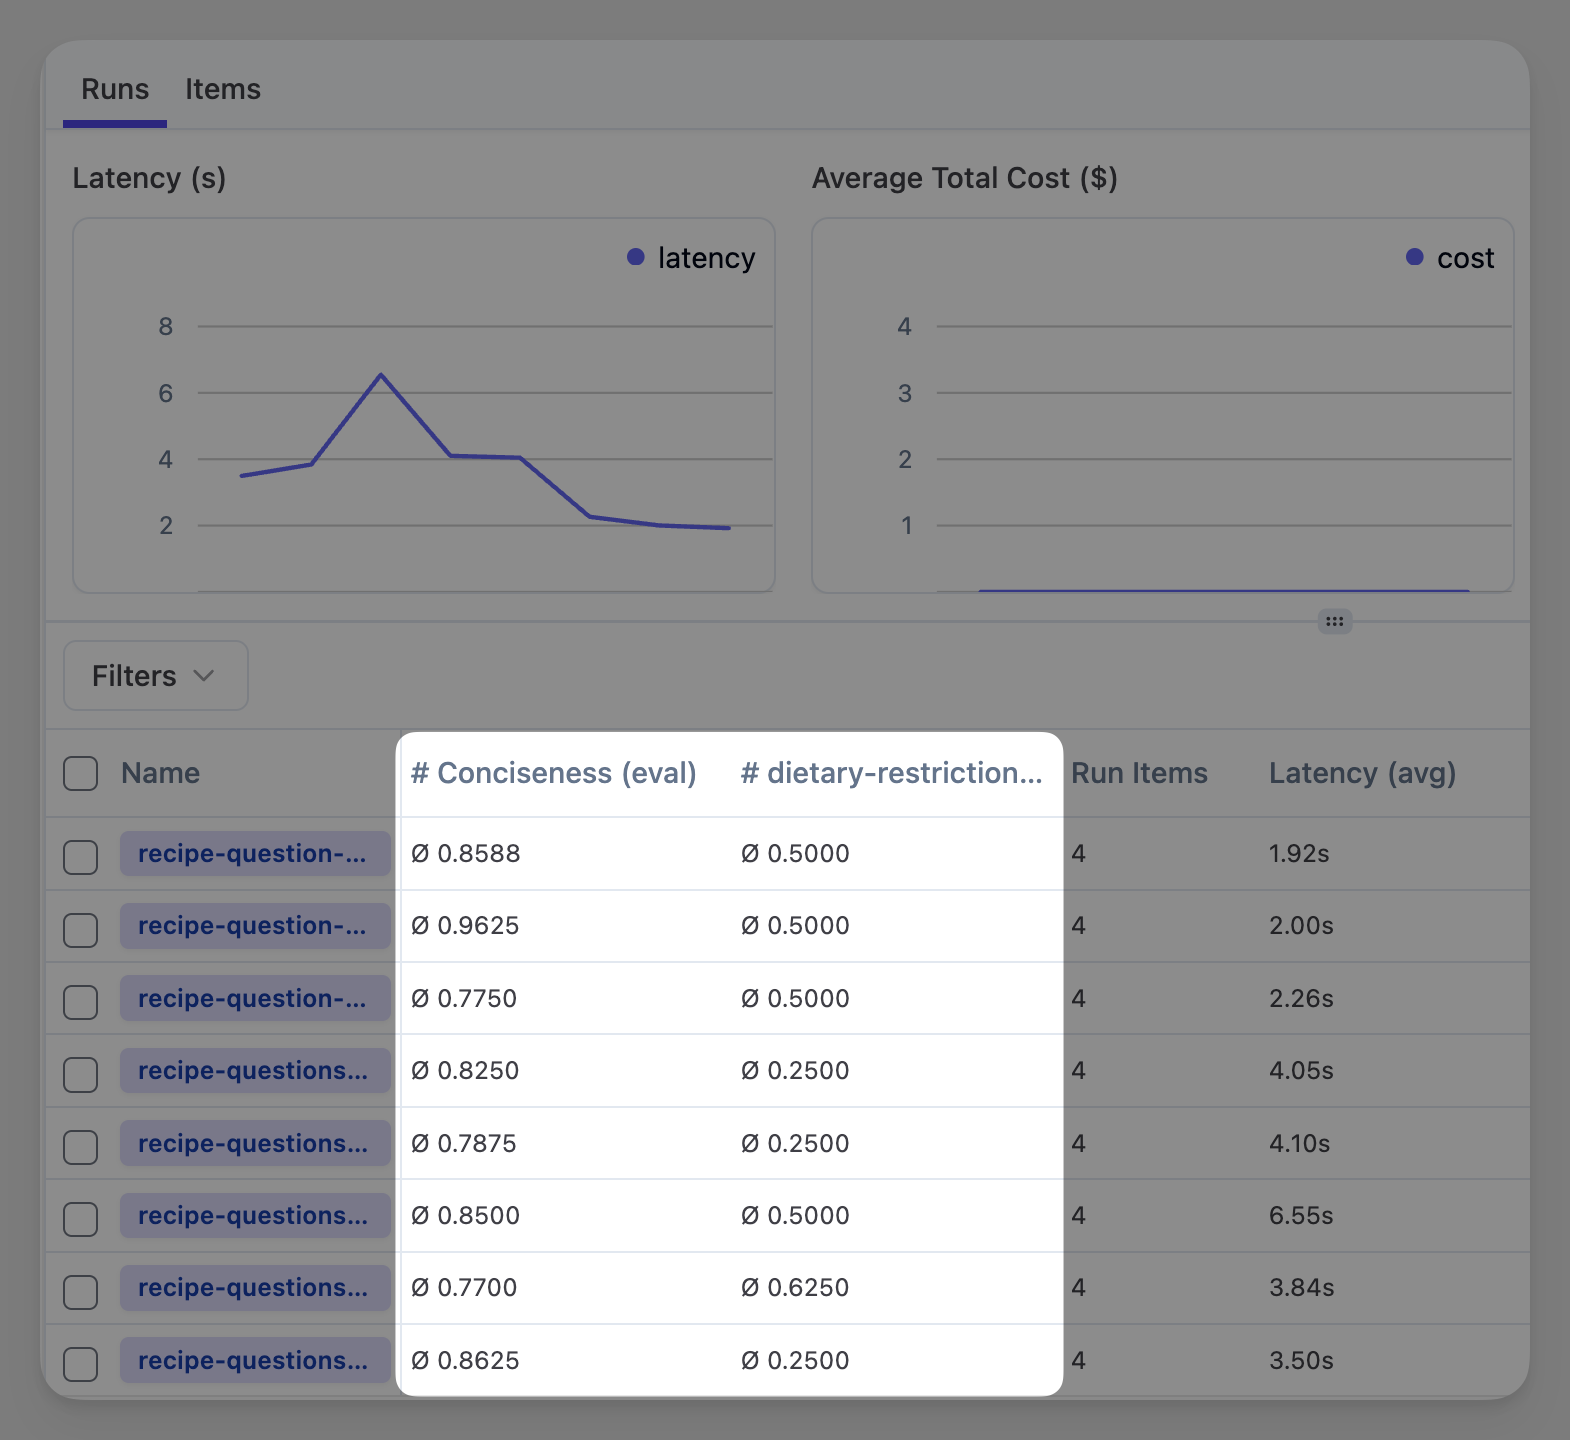 Runs Items
Latency (s)
latency
8
6
4
2
Average Total Cost ($)
cost
4
3
2
1
Filters
Name # Conciseness (eval) # dietary-restriction... Run Items Latency (avg)
recipe-question-... Ø 0.8588 Ø 0.5000 4 1.92s
recipe-question-... Ø 0.9625 Ø 0.5000 4 2.00s
recipe-question-... Ø 0.7750 Ø 0.5000 4 2.26s
recipe-questions... Ø 0.8250 Ø 0.2500 4 4.05s
recipe-questions... Ø 0.7875 Ø 0.2500 4 4.10s
recipe-questions... Ø 0.8500 Ø 0.5000 4 6.55s
recipe-questions... Ø 0.7700 Ø 0.6250 4 3.84s
recipe-questions... Ø 0.8625 Ø 0.2500 4 3.50s